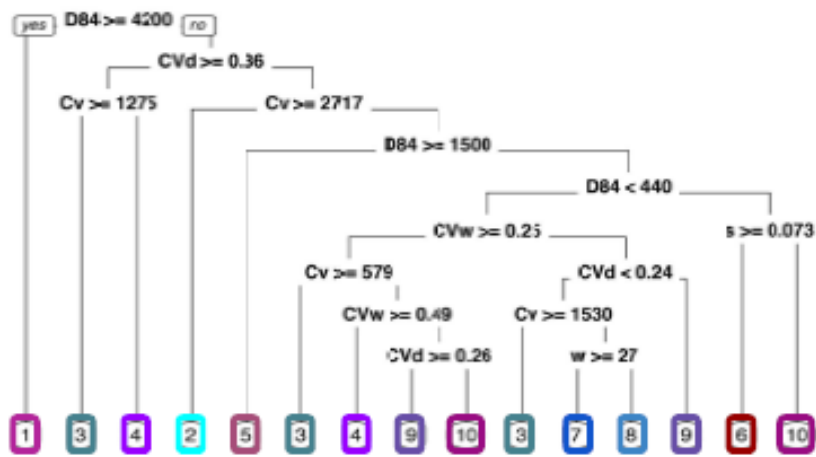 yes D84 >= 4200 no
CVd >= 0.36
Cv >= 1275 Cv >= 2717
D84 >= 1500
D84 < 440
CVw >= 0.25 s >= 0.073
Cv >= 579 CVd < 0.24
CVw >= 0.49 Cv >= 1530
CVd >= 0.26 w >= 27
1 3 4 2 5 3 4 9 10 3 7 8 9 6 10